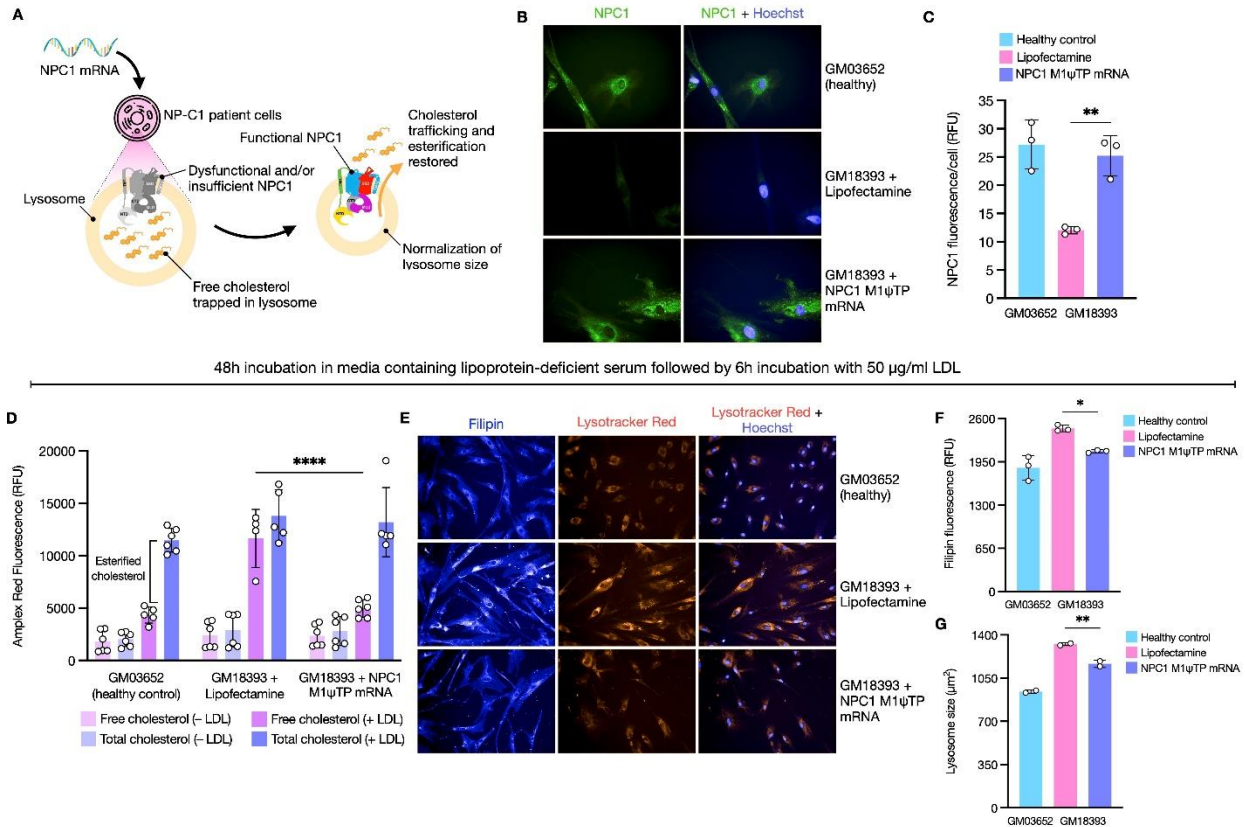 A
NPC1 mRNA
NP-C1 patient cells
Dysfunctional and/or
insufficient NPC1
Lysosome
Free cholesterol
trapped in lysosome
Functional NPC1
Cholesterol
trafficking and
esterification
restored
Normalization of
lysosome size
B
NPC1
NPC1 + Hoechst
GM03652
(healthy)
GM18393 +
Lipofectamine
GM18393 +
NPC1 M1ψTP
mRNA
C
Healthy control
Lipofectamine
NPC1 M1ψTP mRNA
NPC1 fluorescence/cell (RFU)
35
30
25
20
15
10
5
0
**
GM03652
GM18393
48h incubation in media containing lipoprotein-deficient serum followed by 6h incubation with 50 µg/ml LDL
D
Amplex Red Fluorescence (RFU)
20000
15000
10000
5000
0
Esterified
cholesterol
****
GM03652
(healthy control)
GM18393 +
Lipofectamine
GM18393 + NPC1
M1ψTP mRNA
Free cholesterol (– LDL)
Free cholesterol (+ LDL)
Total cholesterol (– LDL)
Total cholesterol (+ LDL)
E
Filipin
Lysotracker Red
Lysotracker Red +
Hoechst
GM03652
(healthy)
GM18393 +
Lipofectamine
GM18393 +
NPC1 M1ψTP
mRNA
F
Filipin fluorescence (RFU)
2600
1950
1300
650
0
*
GM03652
GM18393
Healthy control
Lipofectamine
NPC1 M1ψTP mRNA
G
Lysosome size (µm²)
1400
1050
700
350
0
**
GM03652
GM18393
Healthy control
Lipofectamine
NPC1 M1ψTP mRNA